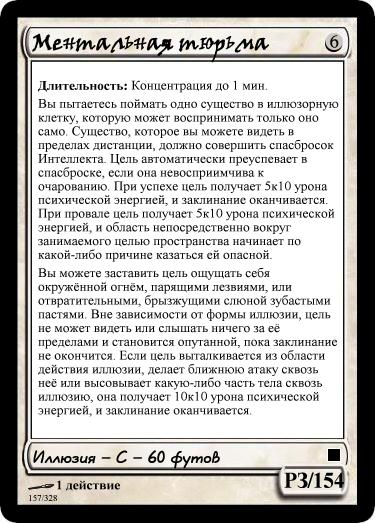 Ментальная тюрьма
6
Длительность: Концентрация до 1 мин.
Вы пытаетесь поймать одно существо в иллюзорную
клетку, которую может воспринимать только оно
само. Существо, которое вы можете видеть в
пределах дистанции, должно совершить спасбросок
Интеллекта. Цель автоматически преуспевает в
спасброске, если она невосприимчива к
очарованию. При успехе цель получает 5к10 урона
психической энергией, и заклинание оканчивается.
При провале цель получает 5к10 урона психической
энергией, и область непосредственно вокруг
занимаемого целью пространства начинает по
какой-либо причине казаться ей опасной.
Вы можете заставить цель ощущать себя
окружённой огнём, парящими лезвиями, или
отвратительными, брызжущими слюной зубастыми
пастями. Вне зависимости от формы иллюзии, цель
не может видеть или слышать ничего за её
пределами и становится опутанной, пока заклинание
не окончится. Если цель выталкивается из области
действия иллюзии, делает ближнюю атаку сквозь
неё или высовывает какую-либо часть тела сквозь
иллюзию, она получает 10к10 урона психической
энергией, и заклинание оканчивается.
Иллюзия – С – 60 футов
РЗ/154
1 действие
157/328